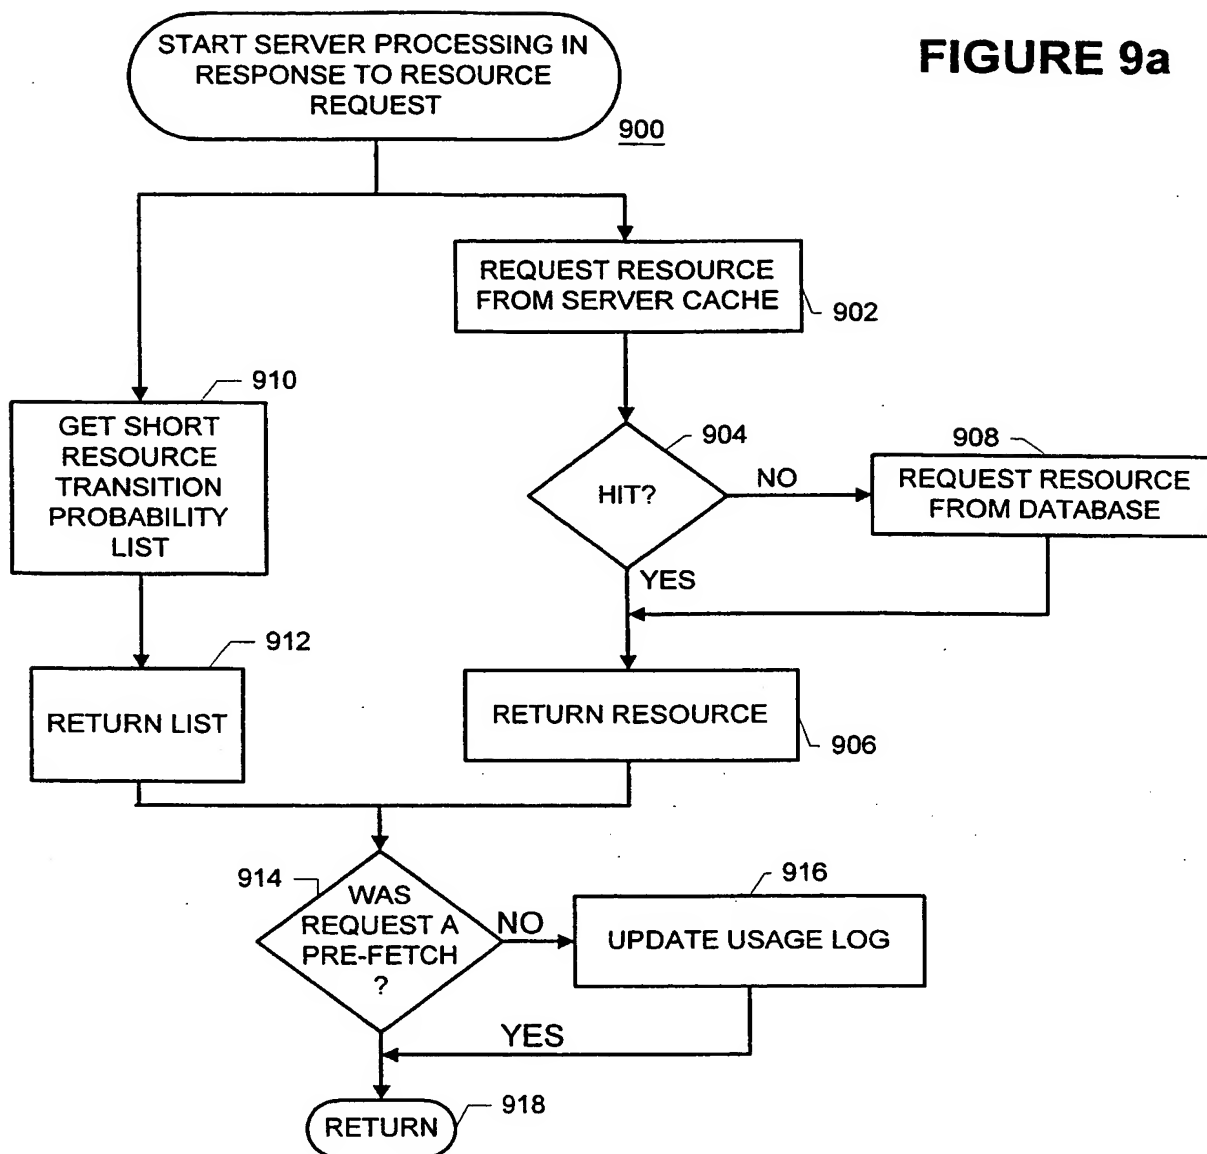 FIGURE 9a
START SERVER PROCESSING IN
RESPONSE TO RESOURCE
REQUEST
900
REQUEST RESOURCE
FROM SERVER CACHE
902
910
GET SHORT
RESOURCE
TRANSITION
PROBABILITY
LIST
904
HIT?
NO
908
REQUEST RESOURCE
FROM DATABASE
YES
912
RETURN LIST
RETURN RESOURCE
906
914
WAS
REQUEST A
PRE-FETCH
?
NO
916
UPDATE USAGE LOG
YES
RETURN
918